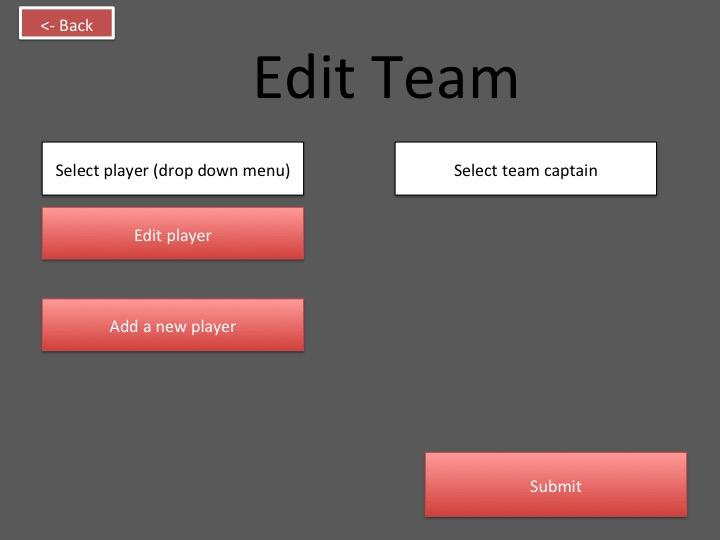 <- Back
Edit Team
Select player (drop down menu)
Select team captain
Edit player
Add a new player
Submit